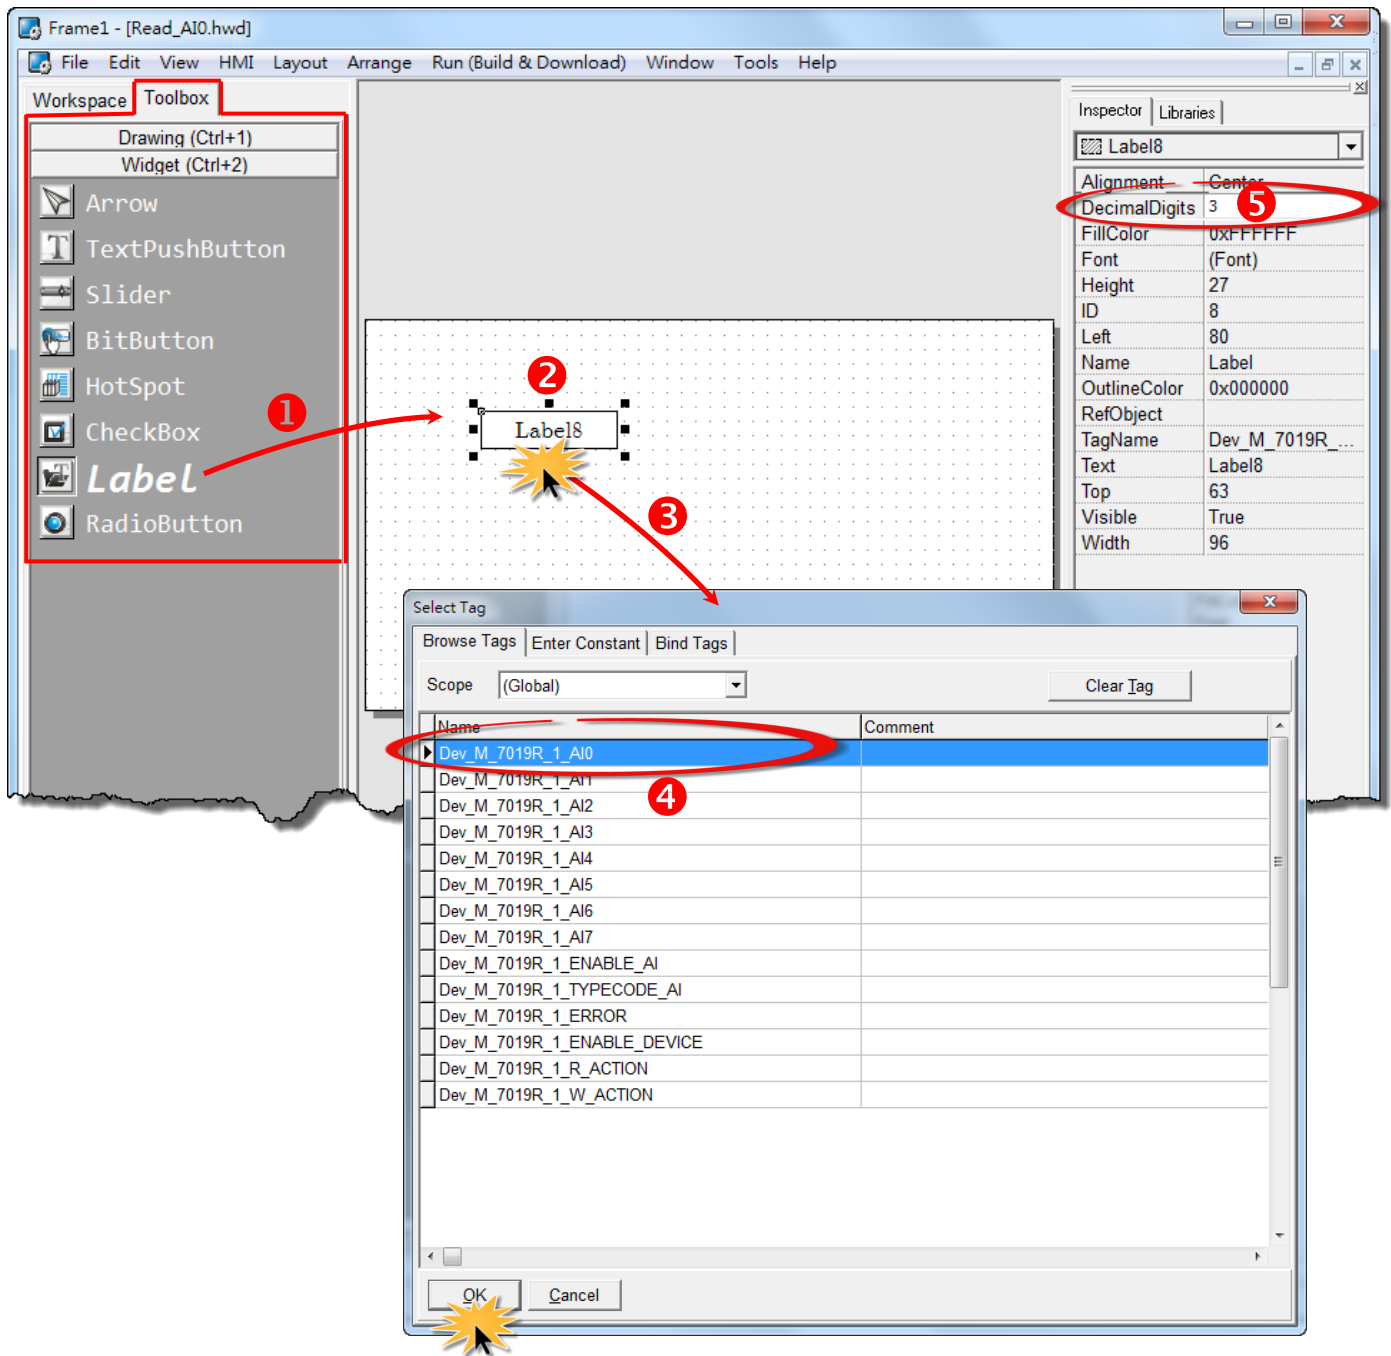 Frame1 - [Read_AI0.hwd]
File Edit View HMI Layout Arrange Run (Build & Download) Window Tools Help
Workspace Toolbox
Drawing (Ctrl+1)
Widget (Ctrl+2)
Arrow
TextPushButton
Slider
BitButton
HotSpot
CheckBox
Label
RadioButton
1
2
Label8
3
Inspector Libraries
Label8
Alignment Center
DecimalDigits 3
5
FillColor 0xFFFFFF
Font (Font)
Height 27
ID 8
Left 80
Name Label
OutlineColor 0x000000
RefObject
TagName Dev_M_7019R_...
Text Label8
Top 63
Visible True
Width 96
Select Tag
Browse Tags Enter Constant Bind Tags
Scope (Global) Clear Tag
Name Comment
Dev_M_7019R_1_AI0
Dev_M_7019R_1_AI1
4
Dev_M_7019R_1_AI2
Dev_M_7019R_1_AI3
Dev_M_7019R_1_AI4
Dev_M_7019R_1_AI5
Dev_M_7019R_1_AI6
Dev_M_7019R_1_AI7
Dev_M_7019R_1_ENABLE_AI
Dev_M_7019R_1_TYPECODE_AI
Dev_M_7019R_1_ERROR
Dev_M_7019R_1_ENABLE_DEVICE
Dev_M_7019R_1_R_ACTION
Dev_M_7019R_1_W_ACTION
OK Cancel